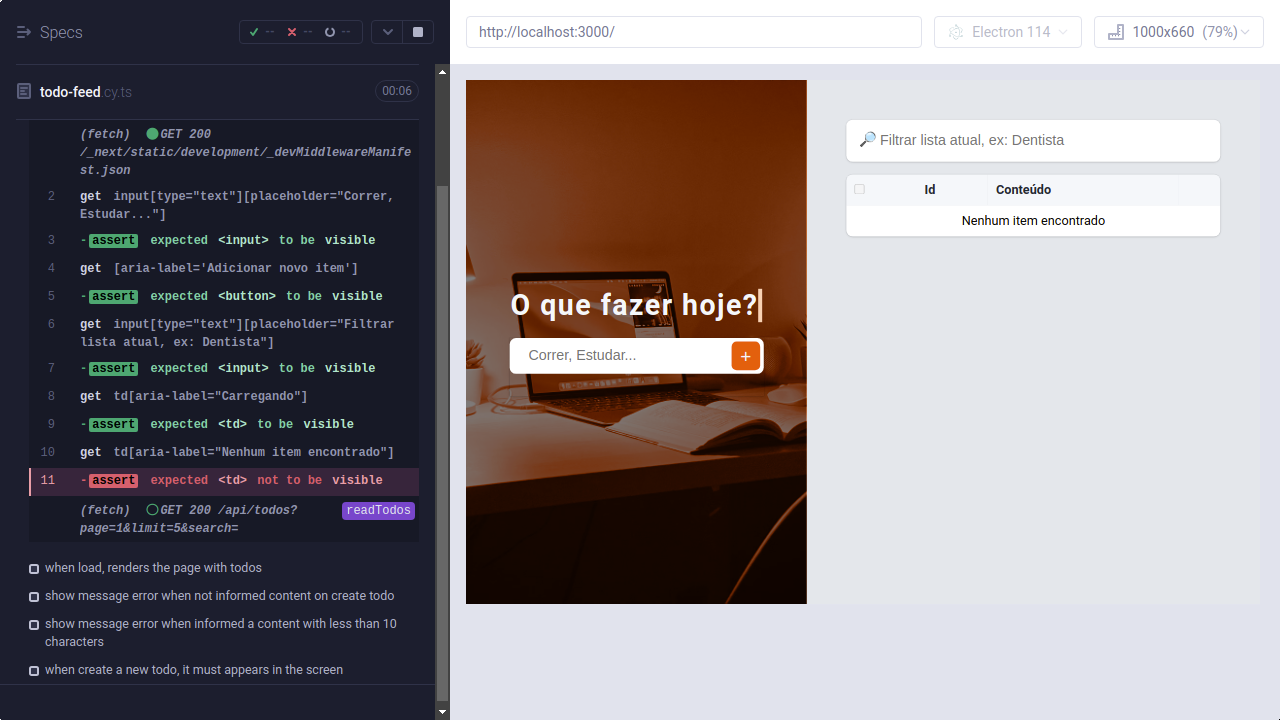 Specs
--
--
--
todo-feed.cy.ts
00:06
(fetch) GET 200
/_next/static/development/_devMiddlewareManife
st.json
2 get input[type="text"][placeholder="Correr,
Estudar..."]
3 -assert expected <input> to be visible
4 get [aria-label='Adicionar novo item']
5 -assert expected <button> to be visible
6 get input[type="text"][placeholder="Filtrar
lista atual, ex: Dentista"]
7 -assert expected <input> to be visible
8 get td[aria-label="Carregando"]
9 -assert expected <td> to be visible
10 get td[aria-label="Nenhum item encontrado"]
11 -assert expected <td> not to be visible
(fetch) GET 200 /api/todos?
page=1&limit=5&search=
readTodos
when load, renders the page with todos
show message error when not informed content on create todo
show message error when informed a content with less than 10
characters
when create a new todo, it must appears in the screen
http://localhost:3000/
Electron 114
1000x660 (79%)
O que fazer hoje?
Correr, Estudar...
+
🔎 Filtrar lista atual, ex: Dentista
Id Conteúdo
Nenhum item encontrado